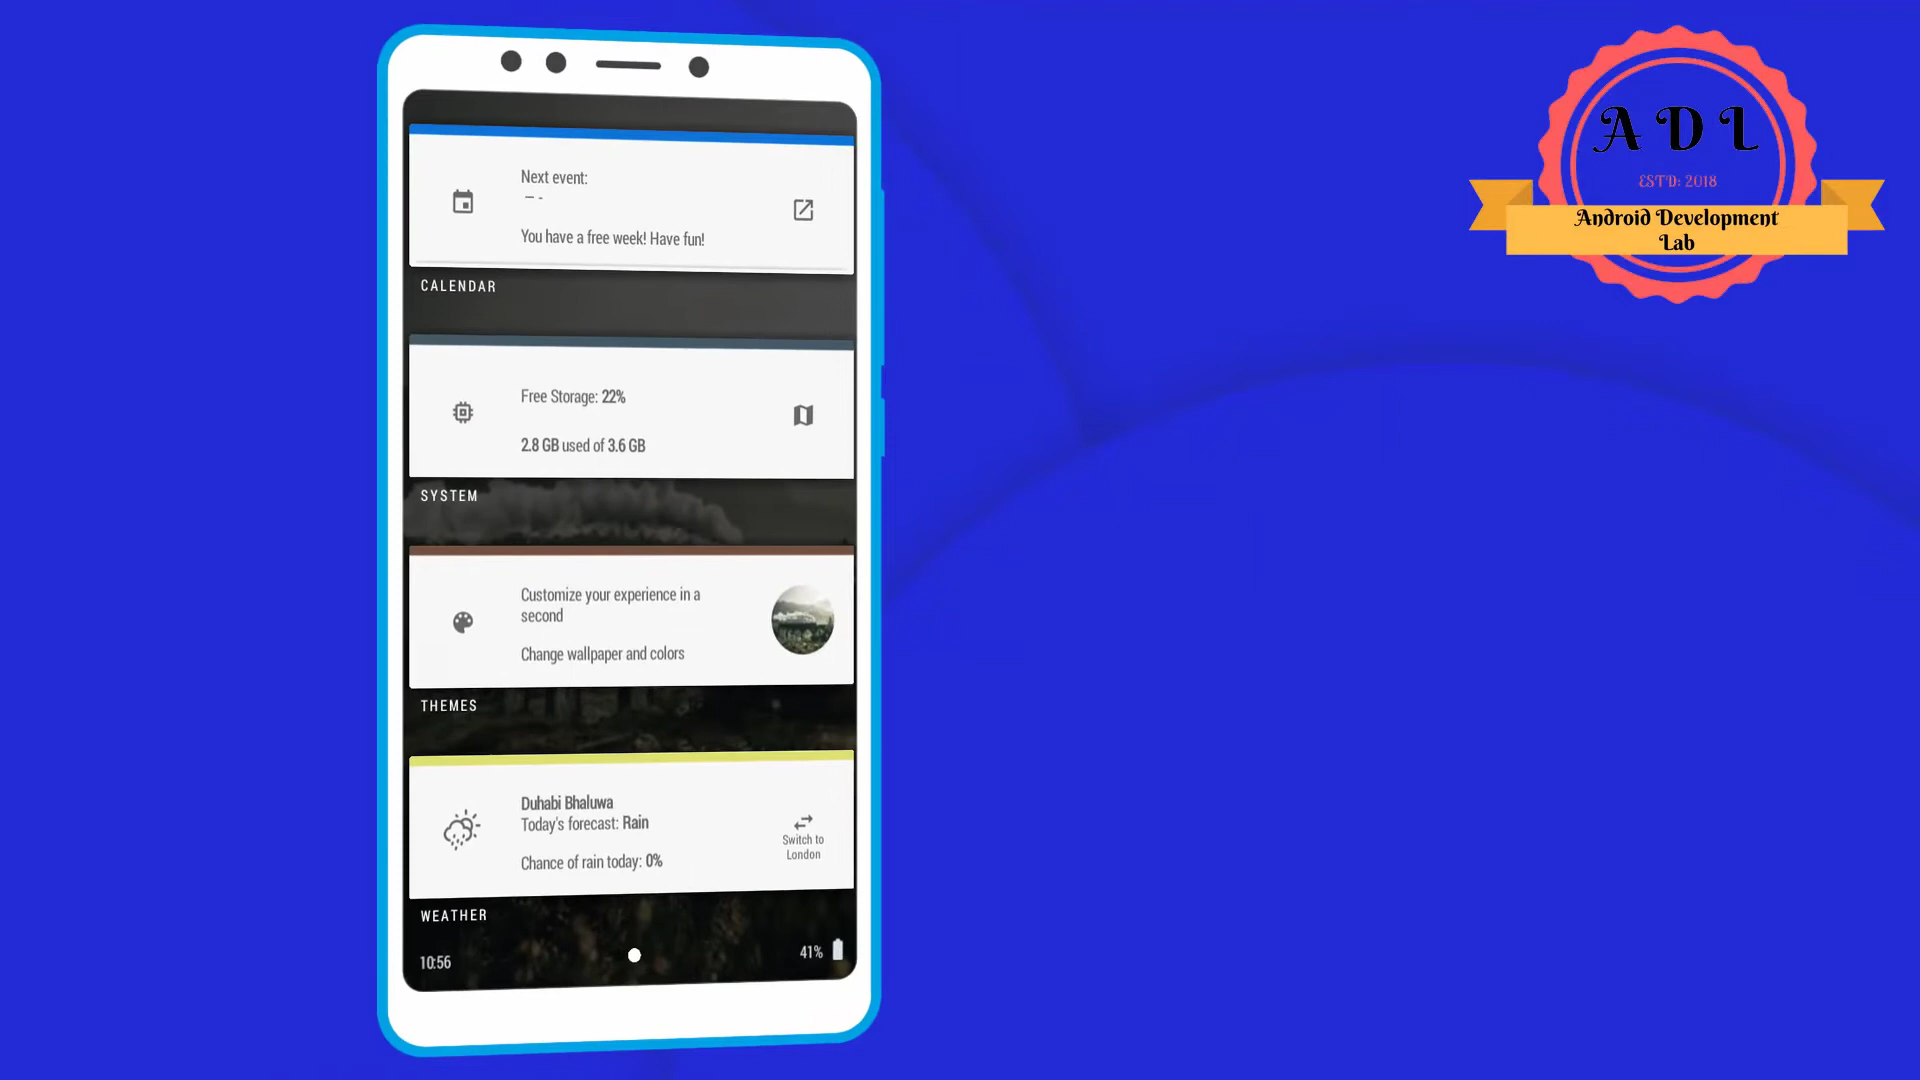 Next event:
– -
You have a free week! Have fun!
CALENDAR
Free Storage: 22%
2.8 GB used of 3.6 GB
SYSTEM
Customize your experience in a
second
Change wallpaper and colors
THEMES
Duhabi Bhaluwa
Today's forecast: Rain
Chance of rain today: 0%
Switch to
London
WEATHER
10:56
41%
ADL
ESTD: 2018
Android Development
Lab